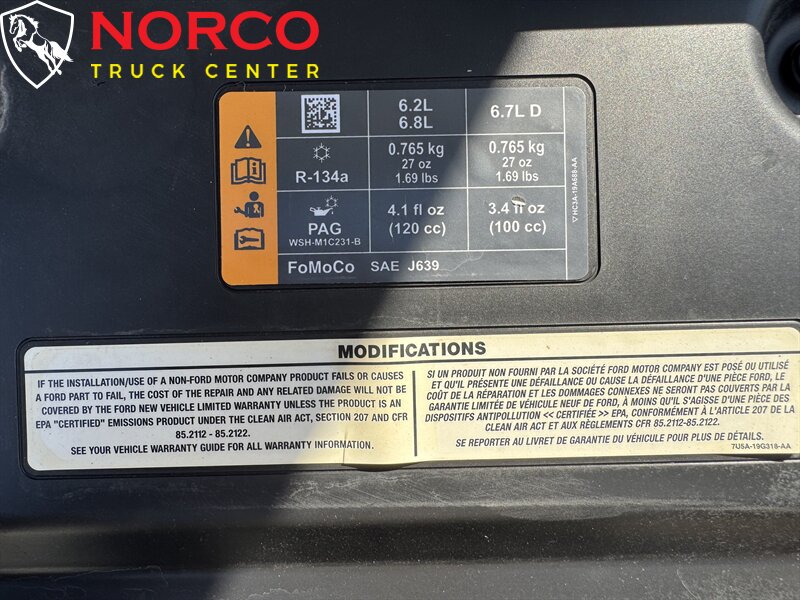 NORCO
TRUCK CENTER
6.2L
6.8L
6.7L D
R-134a
0.765 kg
27 oz
1.69 lbs
0.765 kg
27 oz
1.69 lbs
PAG
WSH-M1C231-B
4.1 fl oz
(120 cc)
3.4 fl oz
(100 cc)
FoMoCo SAE J639
HC3A-19A688-AA
MODIFICATIONS
IF THE INSTALLATION/USE OF A NON-FORD MOTOR COMPANY PRODUCT FAILS OR CAUSES
A FORD PART TO FAIL, THE COST OF THE REPAIR AND ANY RELATED DAMAGE WILL NOT BE
COVERED BY THE FORD NEW VEHICLE LIMITED WARRANTY UNLESS THE PRODUCT IS AN
EPA "CERTIFIED" EMISSIONS PRODUCT UNDER THE CLEAN AIR ACT, SECTION 207 AND CFR
85.2112 - 85.2122.
SEE YOUR VEHICLE WARRANTY GUIDE FOR ALL WARRANTY INFORMATION.
SI UN PRODUIT NON FOURNI PAR LA SOCIÉTÉ FORD MOTOR COMPANY EST POSÉ OU UTILISÉ
ET QU'IL PRÉSENTE UNE DÉFAILLANCE OU CAUSE LA DÉFAILLANCE D'UNE PIÈCE FORD, LE
COÛT DE LA RÉPARATION ET LES DOMMAGES CONNEXES NE SERONT PAS COUVERTS PAR LA
GARANTIE LIMITÉE DE VÉHICULE NEUF DE FORD, À MOINS QU'IL S'AGISSE D'UNE PIÈCE DES
DISPOSITIFS ANTIPOLLUTION << CERTIFIÉE >> EPA, CONFORMÉMENT À L'ARTICLE 207 DE LA
CLEAN AIR ACT ET AUX RÈGLEMENTS CFR 85.2112-85.2122.
SE REPORTER AU LIVRET DE GARANTIE DU VÉHICULE POUR PLUS DE DÉTAILS.
7U5A-19G318-AA